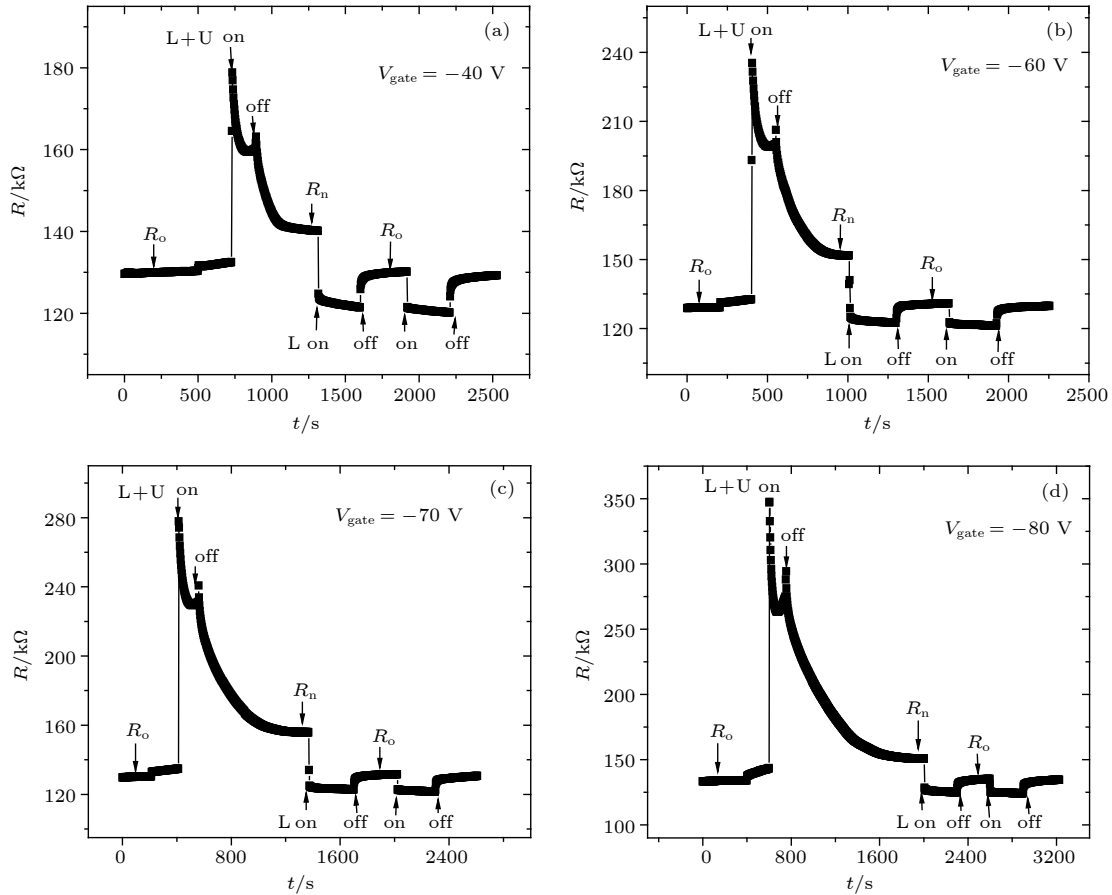 (a)
L+U on
V_gate = −40 V
180
off
160
R/kΩ
R_n
140
R_o
R_o
120
L on
off
on
off
0
500
1000
1500
2000
2500
t/s
(b)
L+U on
V_gate = −60 V
240
off
210
R/kΩ
180
R_n
150
R_o
R_o
120
L on
off
on
off
0
500
1000
1500
2000
2500
t/s
(c)
L+U on
V_gate = −70 V
280
off
240
R/kΩ
200
R_n
160
R_o
R_o
120
L on
off
on
off
0
800
1600
2400
t/s
(d)
L+U on
350
V_gate = −80 V
off
300
250
R/kΩ
200
R_n
150
R_o
R_o
100
L on
off
on
off
0
800
1600
2400
3200
t/s